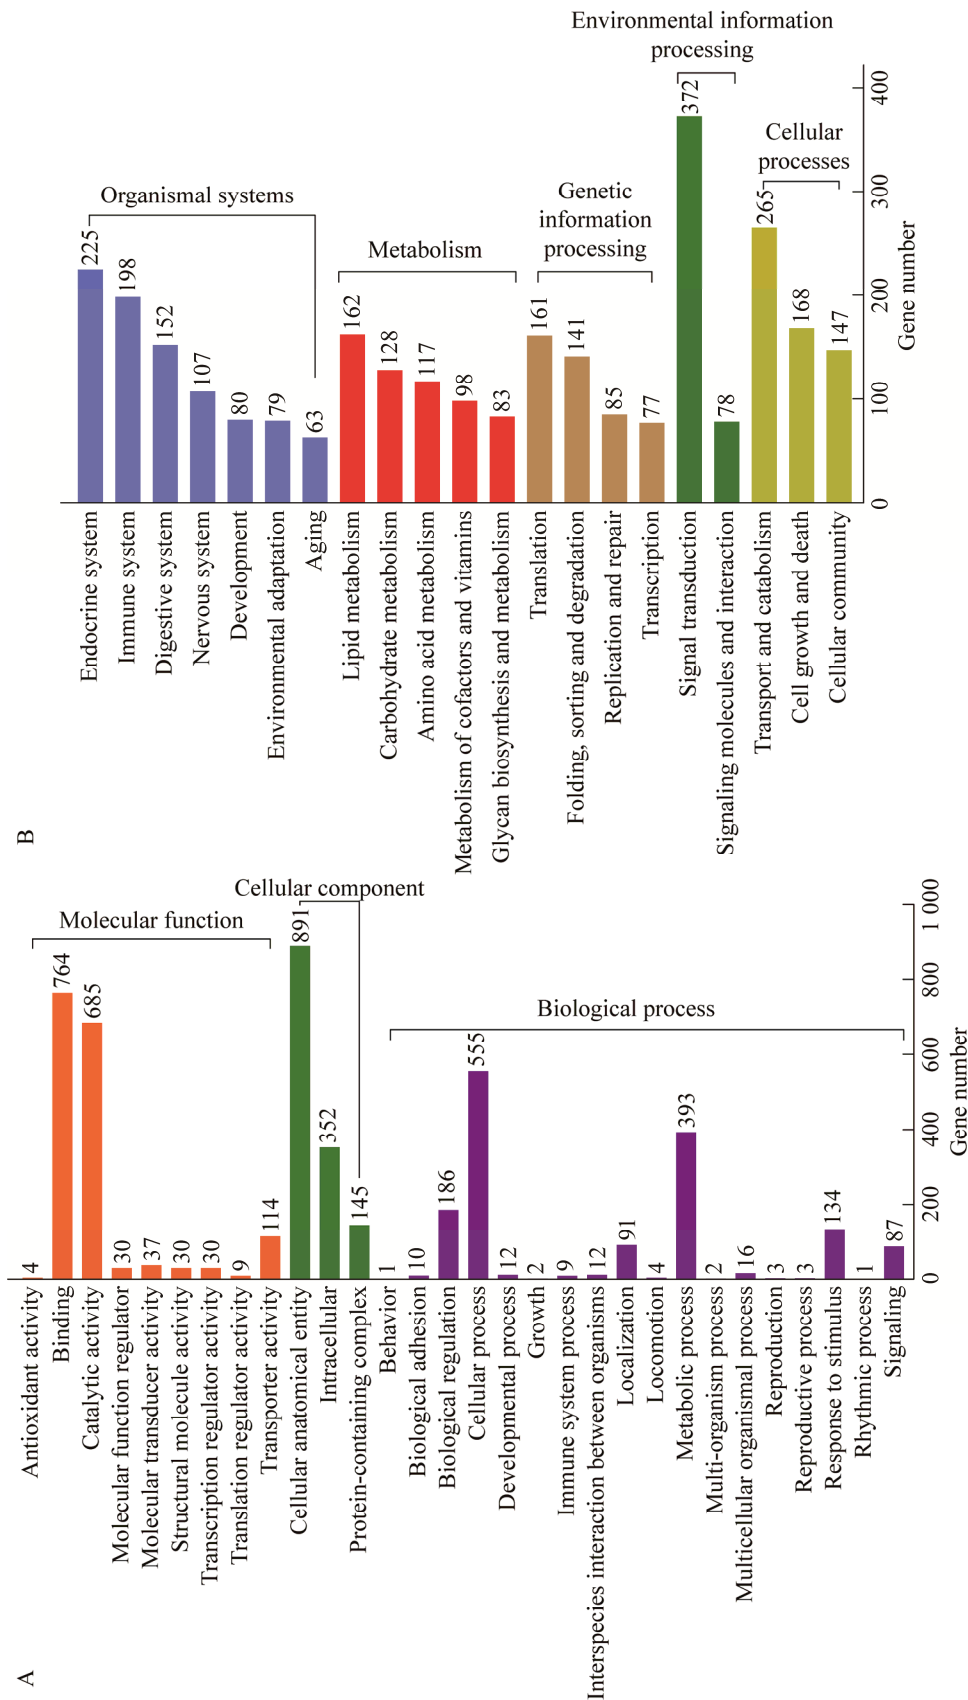 A
Antioxidant activity 4
Binding 764
Catalytic activity 685
Molecular function regulator 30
Molecular transducer activity 37
Structural molecule activity 30
Transcription regulator activity 30
Translation regulator activity 9
Transporter activity 114
Molecular function
Cellular anatomical entity 891
Intracellular 352
Protein-containing complex 145
Cellular component
Behavior 1
Biological adhesion 10
Biological regulation 186
Cellular process 555
Developmental process 12
Growth 2
Immune system process 9
Interspecies interaction between organisms 12
Localization 91
Locomotion 4
Metabolic process 393
Multi-organism process 2
Multicellular organismal process 16
Reproduction 3
Reproductive process 3
Response to stimulus 134
Rhythmic process 1
Signaling 87
Biological process
0 200 400 600 800 1 000
Gene number
B
Endocrine system 225
Immune system 198
Digestive system 152
Nervous system 107
Development 80
Environmental adaptation 79
Aging 63
Organismal systems
Lipid metabolism 162
Carbohydrate metabolism 128
Amino acid metabolism 117
Metabolism of cofactors and vitamins 98
Glycan biosynthesis and metabolism 83
Metabolism
Translation 161
Folding, sorting and degradation 141
Replication and repair 85
Transcription 77
Genetic
information
processing
Signal transduction 372
Signaling molecules and interaction 78
Environmental information
processing
Transport and catabolism 265
Cell growth and death 168
Cellular community 147
Cellular
processes
0 100 200 300 400
Gene number